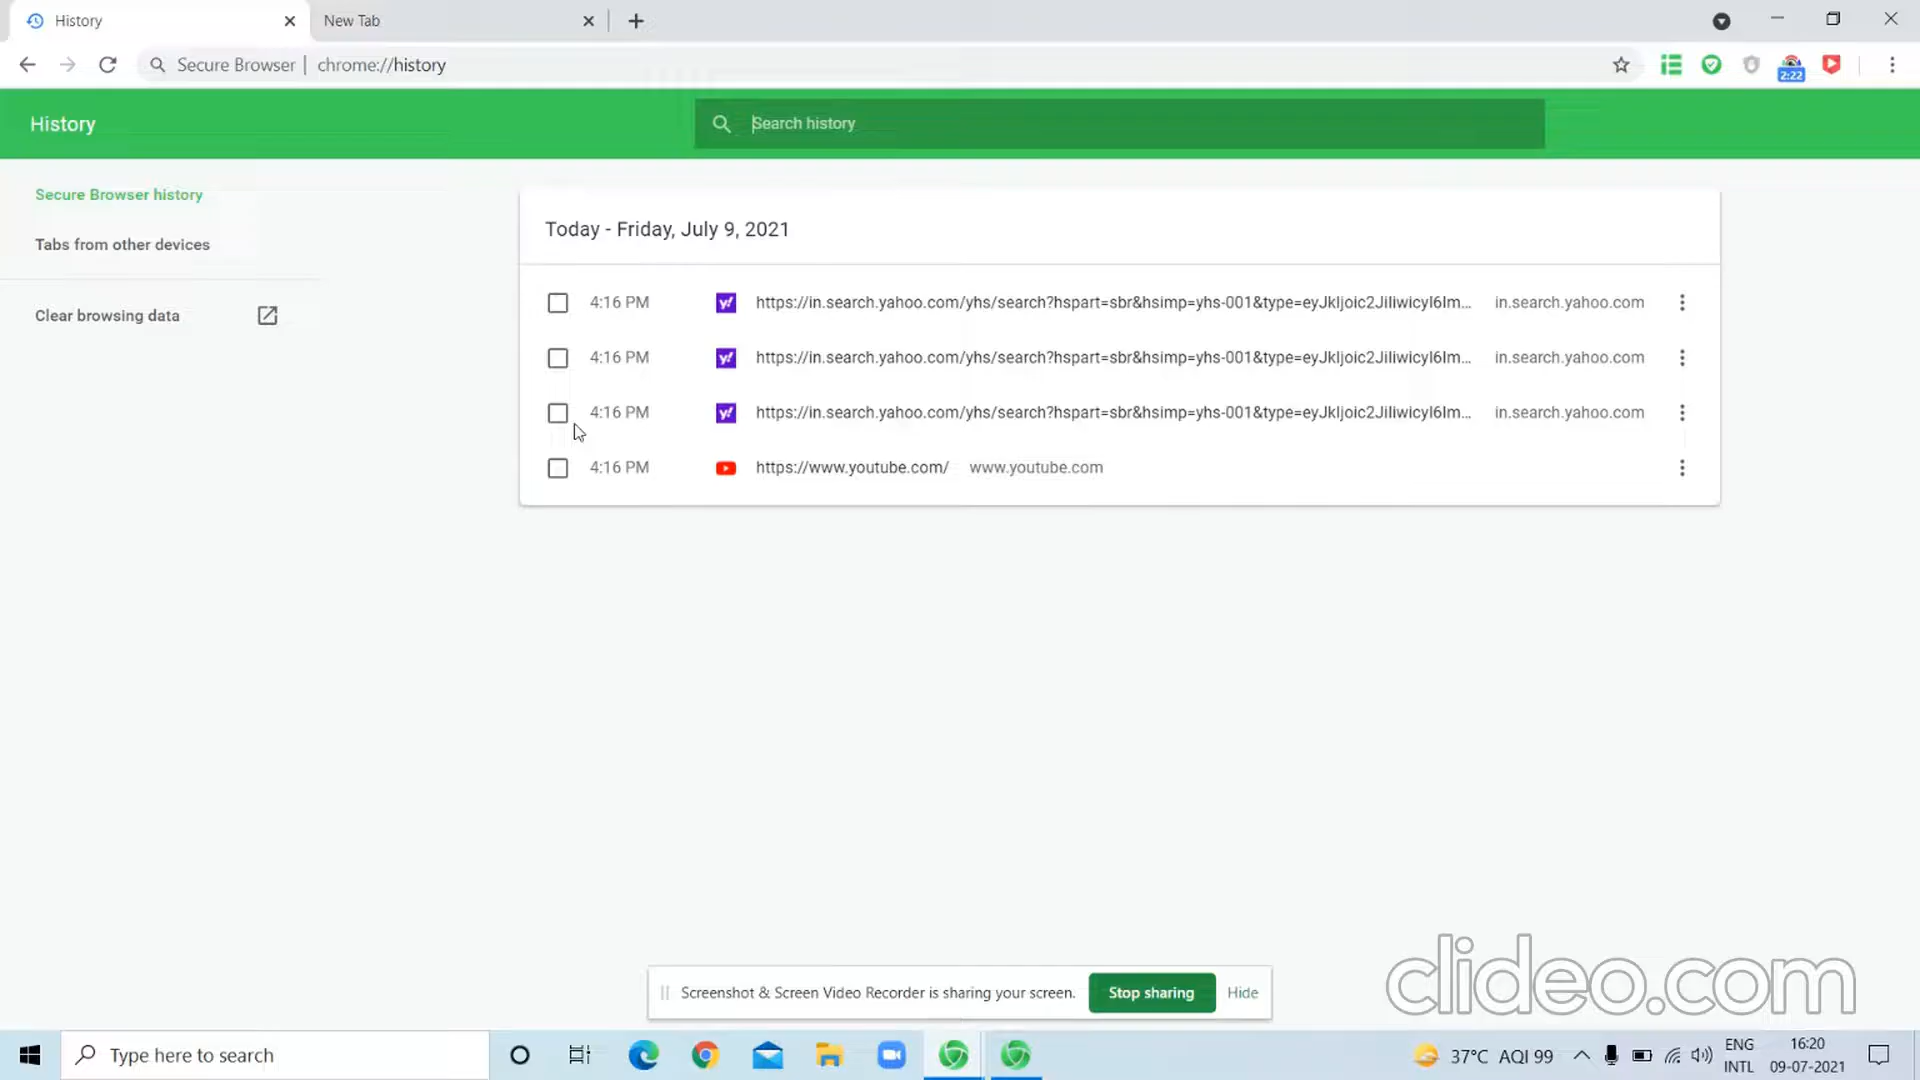 History
New Tab
Secure Browser | chrome://history
2:22
History
Search history
Secure Browser history
Tabs from other devices
Clear browsing data
Today - Friday, July 9, 2021
4:16 PM https://in.search.yahoo.com/yhs/search?hspart=sbr&hsimp=yhs-001&type=eyJkIjoic2JiIiwicyI6Im... in.search.yahoo.com
4:16 PM https://in.search.yahoo.com/yhs/search?hspart=sbr&hsimp=yhs-001&type=eyJkIjoic2JiIiwicyI6Im... in.search.yahoo.com
4:16 PM https://in.search.yahoo.com/yhs/search?hspart=sbr&hsimp=yhs-001&type=eyJkIjoic2JiIiwicyI6Im... in.search.yahoo.com
4:16 PM https://www.youtube.com/ www.youtube.com
clideo.com
Screenshot & Screen Video Recorder is sharing your screen. Stop sharing Hide
Type here to search
37°C AQI 99
ENG
INTL
16:20
09-07-2021